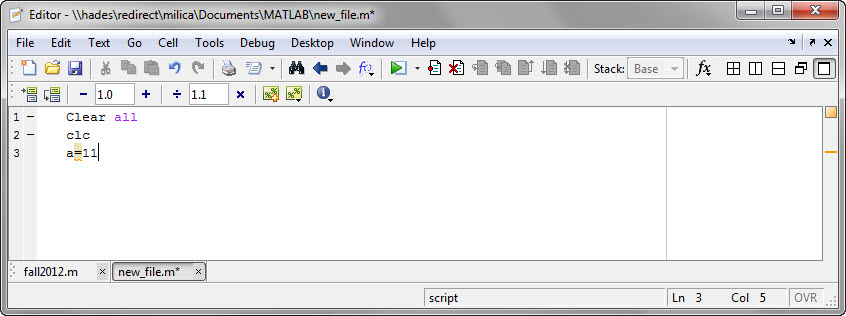 Editor - \\hades\redirect\milica\Documents\MATLAB\new_file.m*
File Edit Text Go Cell Tools Debug Desktop Window Help
Stack: Base fx
− 1.0 + ÷ 1.1 ×
1 – Clear all
2 – clc
3 a=11
fall2012.m × new_file.m* ×
script Ln 3 Col 5 OVR